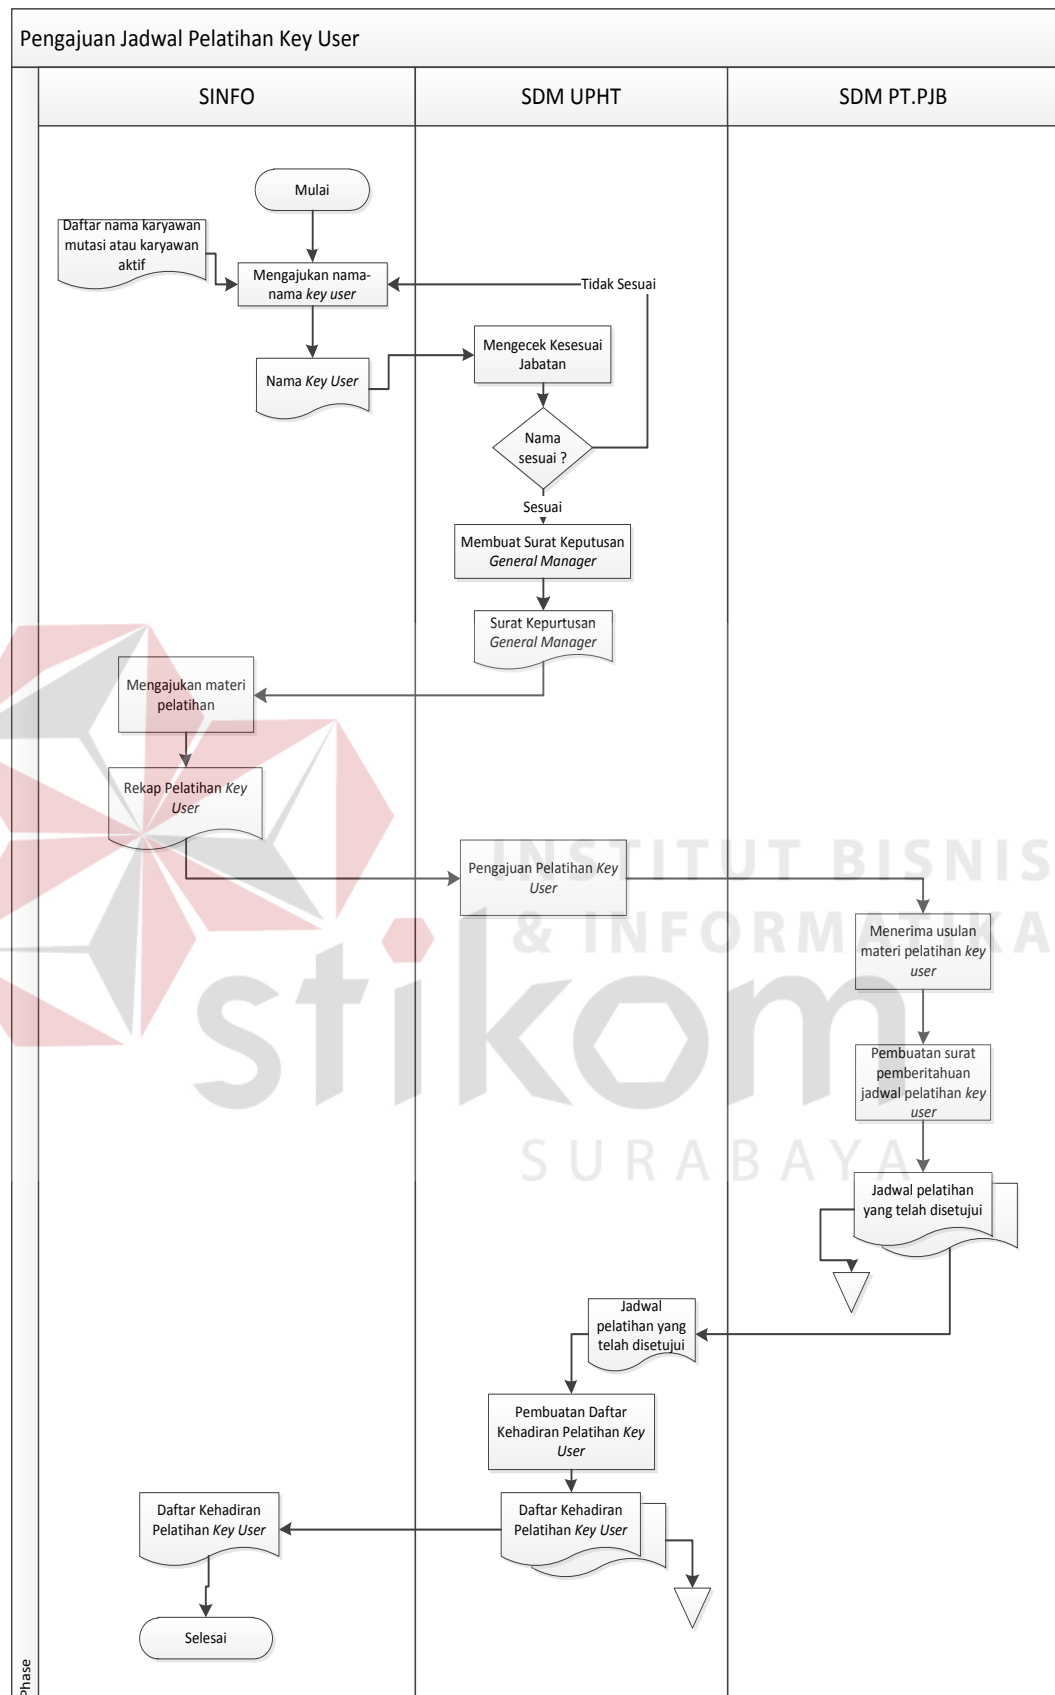 Pengajuan Jadwal Pelatihan Key User
SINFO
SDM UPHT
SDM PT.PJB
Mulai
Daftar nama karyawan
mutasi atau karyawan
aktif
Mengajukan nama-
nama key user
Tidak Sesuai
Mengecek Kesesuai
Jabatan
Nama Key User
Nama
sesuai ?
Sesuai
Membuat Surat Keputusan
General Manager
Surat Kepurtusan
General Manager
Mengajukan materi
pelatihan
Rekap Pelatihan Key
User
Pengajuan Pelatihan Key
User
Menerima usulan
materi pelatihan key
user
Pembuatan surat
pemberitahuan
jadwal pelatihan key
user
Jadwal pelatihan
yang telah disetujui
Jadwal
pelatihan yang
telah disetujui
Pembuatan Daftar
Kehadiran Pelatihan Key
User
Daftar Kehadiran
Pelatihan Key User
Daftar Kehadiran
Pelatihan Key User
Selesai
Phase
INSTITUT BISNIS
& INFORMATIKA
stikom
SURABAYA